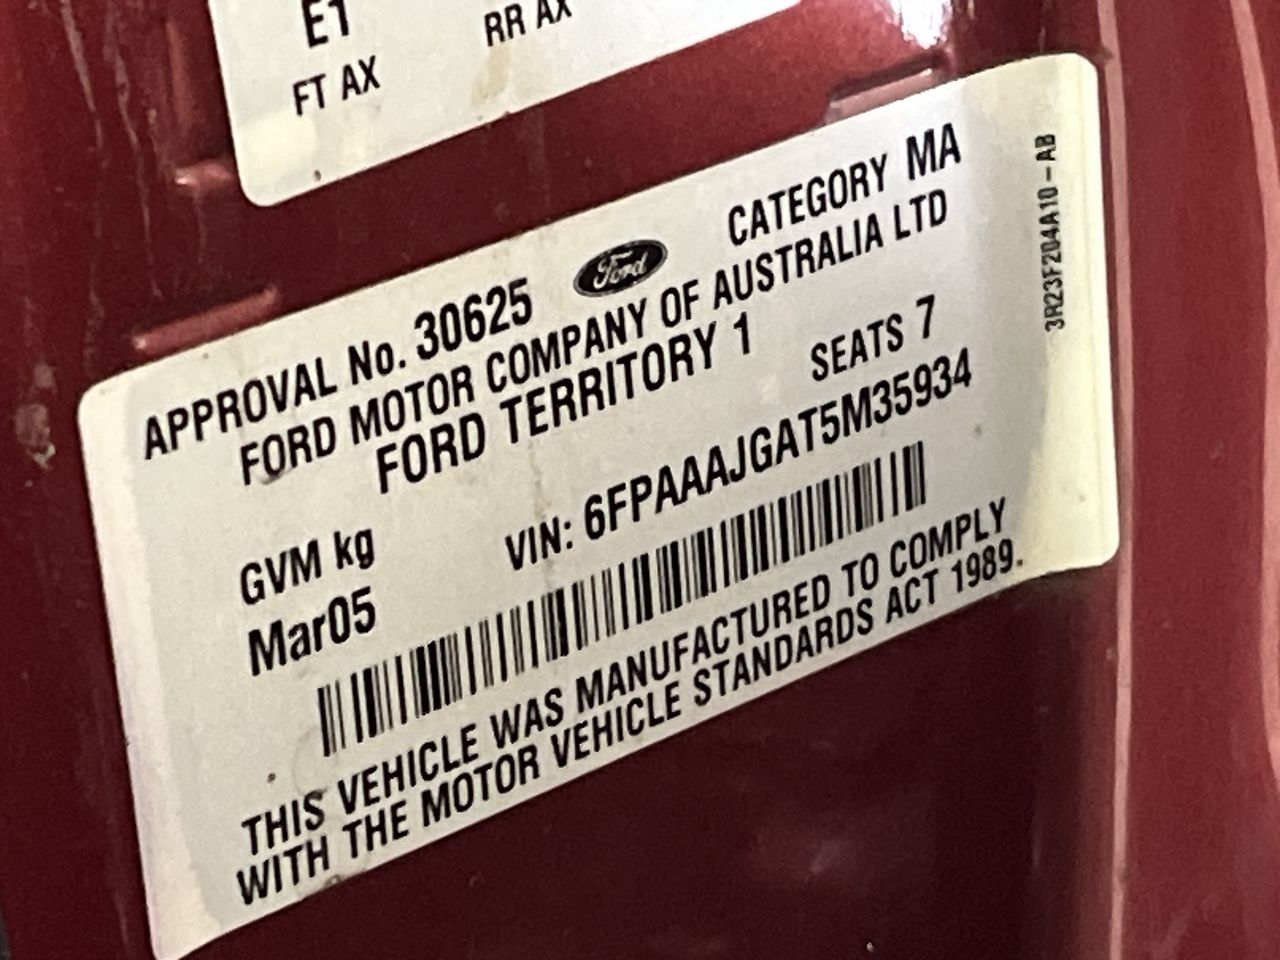 E1
FT AX
RR AX
APPROVAL No. 30625 Ford CATEGORY MA
FORD MOTOR COMPANY OF AUSTRALIA LTD
FORD TERRITORY 1
SEATS 7
GVM kg
VIN: 6FPAAAJGAT5M35934
Mar05
THIS VEHICLE WAS MANUFACTURED TO COMPLY
WITH THE MOTOR VEHICLE STANDARDS ACT 1989.
3R23F204A10-AB